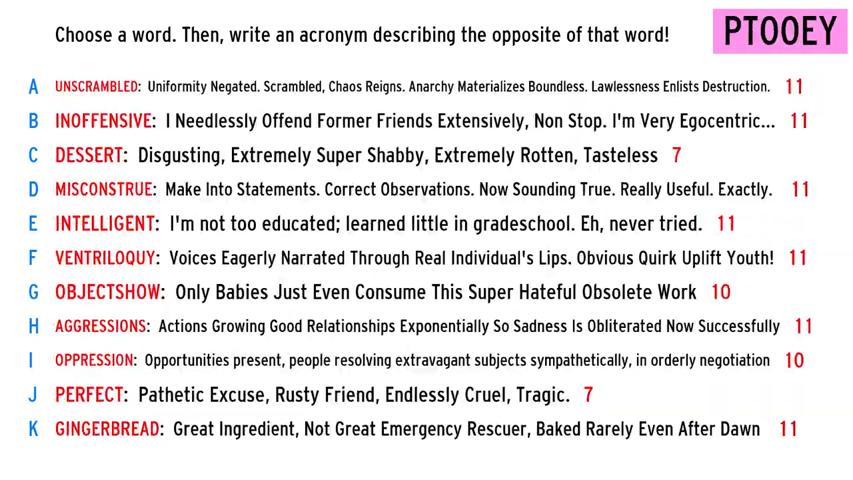 Choose a word. Then, write an acronym describing the opposite of that word!
PTOOEY
A UNSCRAMBLED: Uniformity Negated. Scrambled, Chaos Reigns. Anarchy Materializes Boundless. Lawlessness Enlists Destruction. 11
B INOFFENSIVE: I Needlessly Offend Former Friends Extensively, Non Stop. I'm Very Egocentric... 11
C DESSERT: Disgusting, Extremely Super Shabby, Extremely Rotten, Tasteless 7
D MISCONSTRUE: Make Into Statements. Correct Observations. Now Sounding True. Really Useful. Exactly. 11
E INTELLIGENT: I'm not too educated; learned little in gradeschool. Eh, never tried. 11
F VENTRILOQUY: Voices Eagerly Narrated Through Real Individual's Lips. Obvious Quirk Uplift Youth! 11
G OBJECTSHOW: Only Babies Just Even Consume This Super Hateful Obsolete Work 10
H AGGRESSIONS: Actions Growing Good Relationships Exponentially So Sadness Is Obliterated Now Successfully 11
I OPPRESSION: Opportunities present, people resolving extravagant subjects sympathetically, in orderly negotiation 10
J PERFECT: Pathetic Excuse, Rusty Friend, Endlessly Cruel, Tragic. 7
K GINGERBREAD: Great Ingredient, Not Great Emergency Rescuer, Baked Rarely Even After Dawn 11